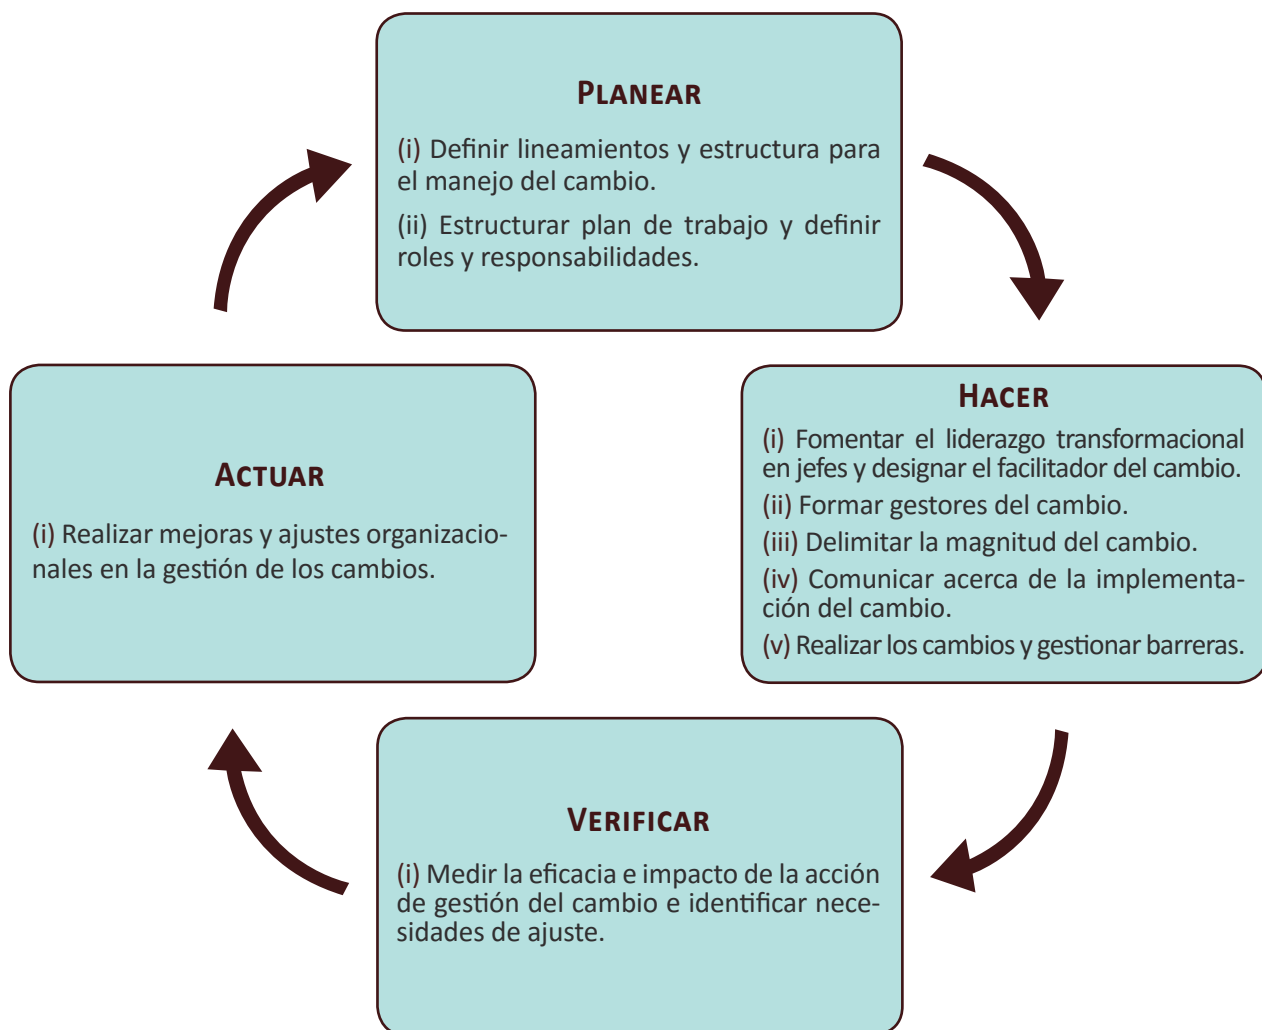 PLANEAR
(i) Definir lineamientos y estructura para
el manejo del cambio.
(ii) Estructurar plan de trabajo y definir
roles y responsabilidades.
HACER
(i) Fomentar el liderazgo transformacional
en jefes y designar el facilitador del cambio.
(ii) Formar gestores del cambio.
(iii) Delimitar la magnitud del cambio.
(iv) Comunicar acerca de la implementa-
ción del cambio.
(v) Realizar los cambios y gestionar barreras.
VERIFICAR
(i) Medir la eficacia e impacto de la acción
de gestión del cambio e identificar nece-
sidades de ajuste.
ACTUAR
(i) Realizar mejoras y ajustes organizacio-
nales en la gestión de los cambios.